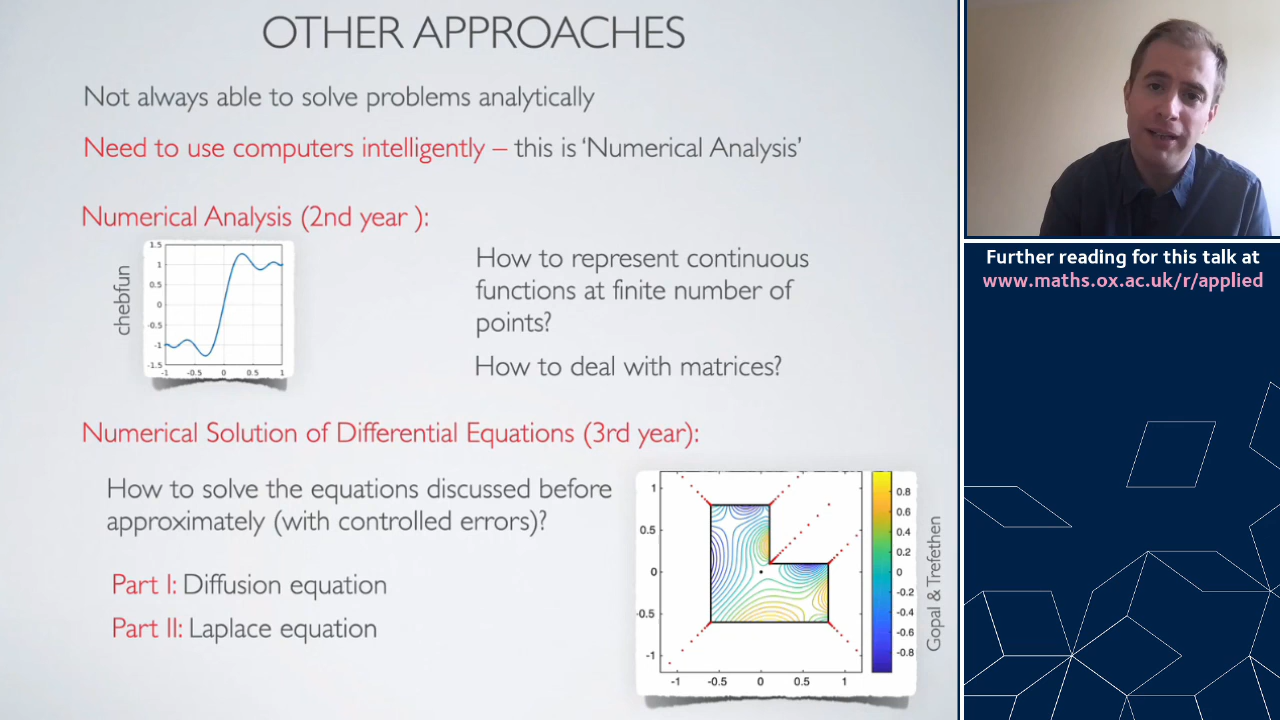 OTHER APPROACHES
Not always able to solve problems analytically
Need to use computers intelligently – this is ‘Numerical Analysis’
Numerical Analysis (2nd year ):
chebfun
1.5
1
0.5
0
-0.5
-1
-1.5
-1 -0.5 0 0.5 1
How to represent continuous
functions at finite number of
points?
How to deal with matrices?
Numerical Solution of Differential Equations (3rd year):
How to solve the equations discussed before
approximately (with controlled errors)?
Part I: Diffusion equation
Part II: Laplace equation
1
0.5
0
-0.5
-1
-1 -0.5 0 0.5 1
0.8
0.6
0.4
0.2
0
-0.2
-0.4
-0.6
-0.8
Gopal & Trefethen
Further reading for this talk at
www.maths.ox.ac.uk/r/applied